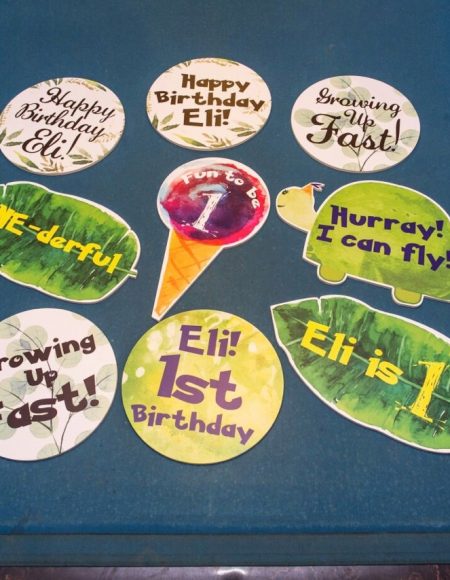 Happy
Birthday
Eli!
Happy
Birthday
Eli!
Growing
Up
Fast!
NE-derful
Fun to be
1
Hurray!
I can fly!
rowing
Up
Fast!
Eli!
1st
Birthday
Eli is 1